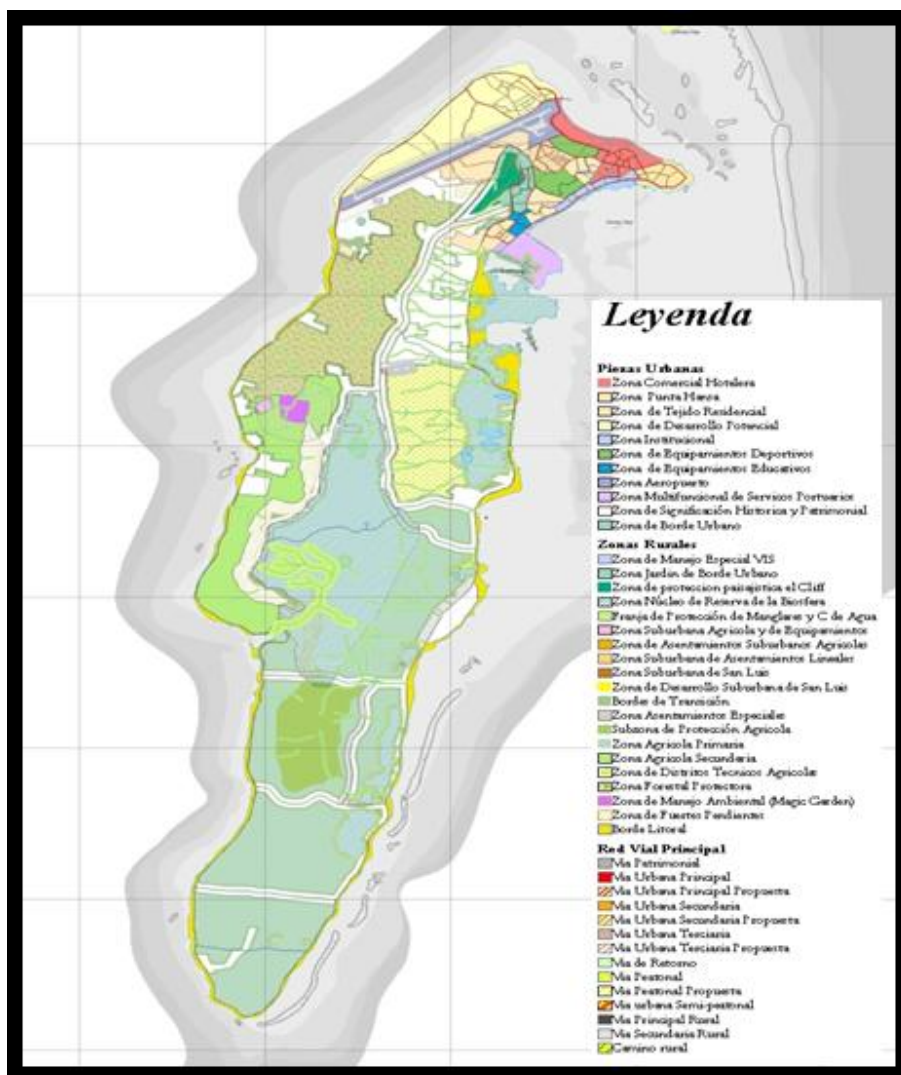 Leyenda
Piezas Urbanas
Zona Comercial Hotelera
Zona Punta Hansa
Zona de Tejido Residencial
Zona de Desarrollo Potencial
Zona Institucional
Zona de Equipamientos Deportivos
Zona de Equipamientos Educativos
Zona Aeropuerto
Zona Multifuncional de Servicios Portuarios
Zona de Significación Historica y Patrimonial
Zona de Borde Urbano
Zonas Rurales
Zona de Manejo Especial VIS
Zona Jardin de Borde Urbano
Zona de proteccion paisajistica el Cliff
Zona Núcleo de Reserva de la Biosfera
Franja de Protección de Manglares y C de Agua
Zona Suburbana Agricola y de Equipamientos
Zona de Asentamientos Suburbanos Agricolas
Zona Suburbana de Asentamientos Lineales
Zona Suburbana de San Luis
Zona de Desarrollo Suburbana de San Luis
Bordes de Transición
Zona Asentamientos Especiales
Subzona de Protección Agricola
Zona Agricola Primaria
Zona Agricola Secundaria
Zona de Distritos Tecnicos Agricolas
Zona Forestal Protectora
Zona de Manejo Ambiental (Magic Garden)
Zona de Fuertes Pendientes
Borde Litoral
Red Vial Principal
Via Patrimonial
Via Urbana Principal
Via Urbana Principal Propuesta
Via Urbana Secundaria
Via Urbana Secundaria Propuesta
Via Urbana Terciaria
Via Urbana Terciaria Propuesta
Via de Retorno
Via Peatonal
Via Peatonal Propuesta
Via urbana Semi-peatonal
Via Principal Rural
Via Secundaria Rural
Camino rural